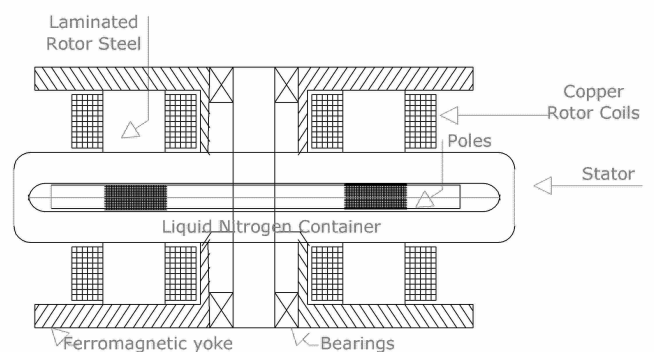 Laminated
Rotor Steel
Copper
Rotor Coils
Poles
Stator
Liquid Nitrogen Container
Ferromagnetic yoke
Bearings